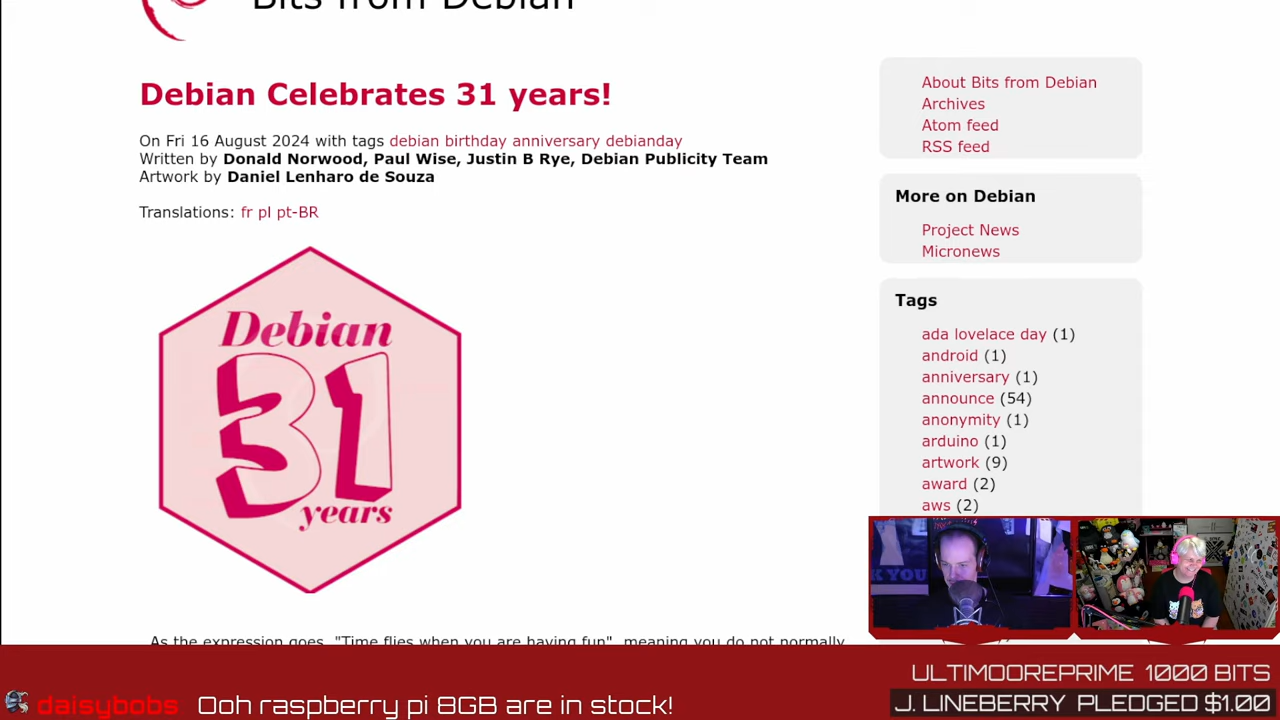 Bits from Debian
Debian Celebrates 31 years!
On Fri 16 August 2024 with tags debian birthday anniversary debianday
Written by Donald Norwood, Paul Wise, Justin B Rye, Debian Publicity Team
Artwork by Daniel Lenharo de Souza
Translations: fr pl pt-BR
Debian
31
years
As the expression goes, "Time flies when you are having fun", meaning you do not normally
About Bits from Debian
Archives
Atom feed
RSS feed
More on Debian
Project News
Micronews
Tags
ada lovelace day (1)
android (1)
anniversary (1)
announce (54)
anonymity (1)
arduino (1)
artwork (9)
award (2)
aws (2)
K YOU
daisybobs Ooh raspberry pi 8GB are in stock!
ULTIMOOREPRIME 1000 BITS
J. LINEBERRY PLEDGED $1.00